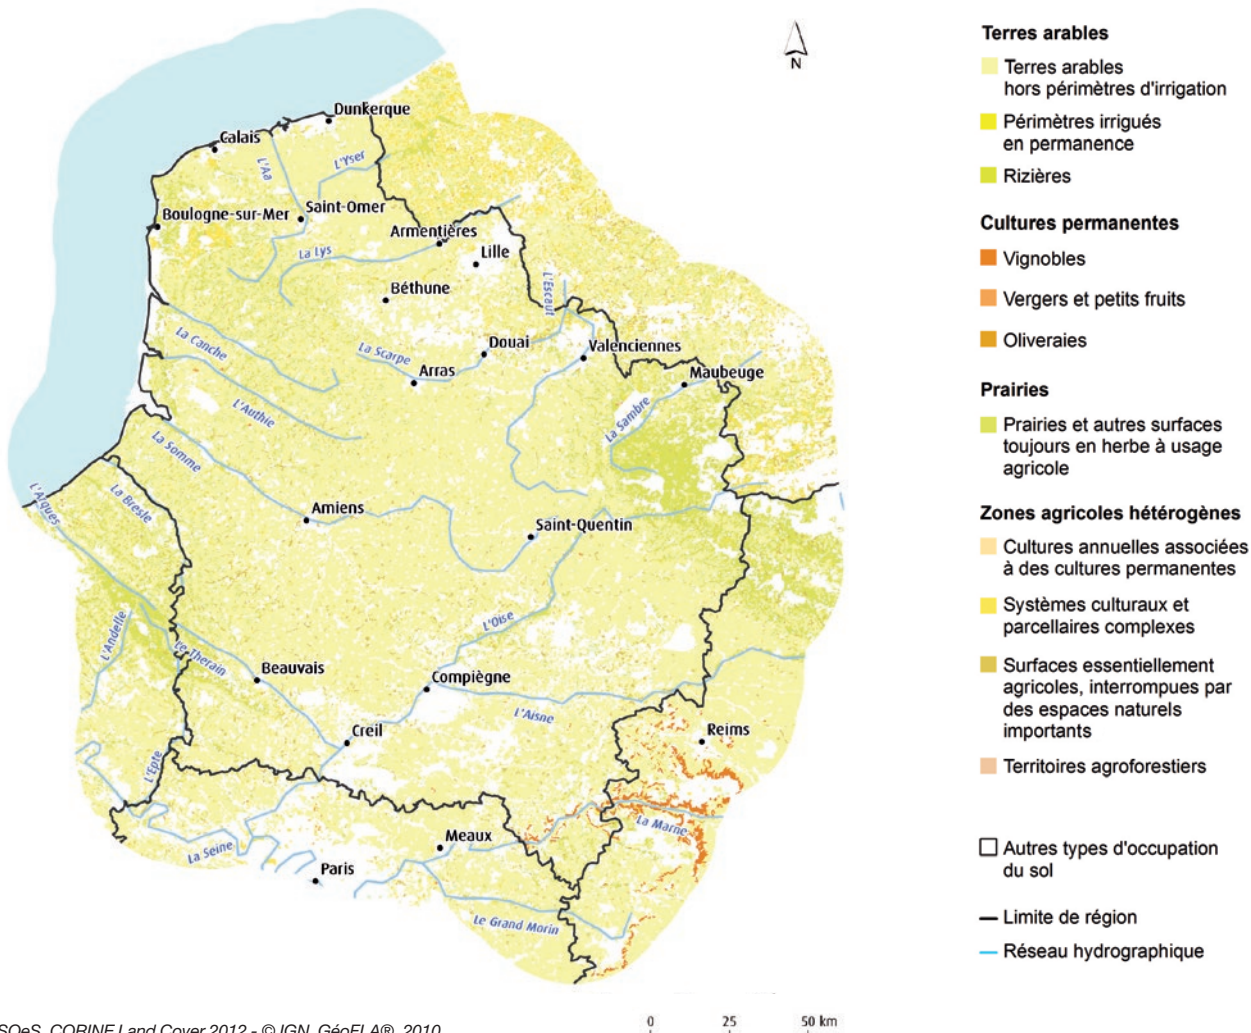 N
Dunkerque
Calais
L'Aa
L'Yser
Boulogne-sur-Mer
Saint-Omer
Armentières
La Lys
Lille
Béthune
L'Escaut
La Canche
La Scarpe
Douai
Valenciennes
Arras
Maubeuge
La Sambre
L'Authie
La Somme
L'Arques
La Bresle
Amiens
Saint-Quentin
L'Andelle
Le Therain
L'Oise
Beauvais
Compiègne
L'Aisne
Creil
Reims
L'Epte
La Marne
La Seine
Meaux
Paris
Le Grand Morin
Terres arables
Terres arables
hors périmètres d'irrigation
Périmètres irrigués
en permanence
Rizières
Cultures permanentes
Vignobles
Vergers et petits fruits
Oliveraies
Prairies
Prairies et autres surfaces
toujours en herbe à usage
agricole
Zones agricoles hétérogènes
Cultures annuelles associées
à des cultures permanentes
Systèmes culturaux et
parcellaires complexes
Surfaces essentiellement
agricoles, interrompues par
des espaces naturels
importants
Territoires agroforestiers
Autres types d'occupation
du sol
Limite de région
Réseau hydrographique
0 25 50 km
SOeS, CORINE Land Cover 2012 - © IGN, GéoFLA®, 2010